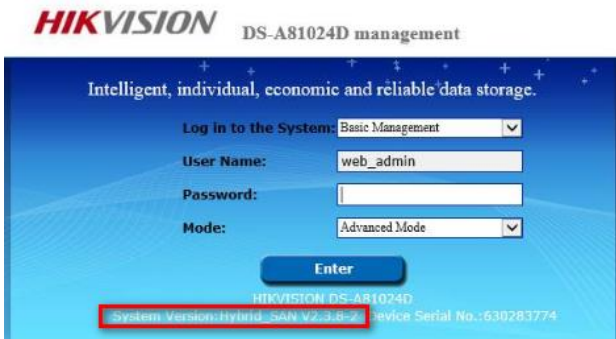 HIKVISION DS-A81024D management
Intelligent, individual, economic and reliable data storage.
Log in to the System: Basic Management
User Name: web_admin
Password:
Mode: Advanced Mode
Enter
HIKVISION DS-A81024D
System Version:Hybrid_SAN V2.3.8-2 Device Serial No.:630283774